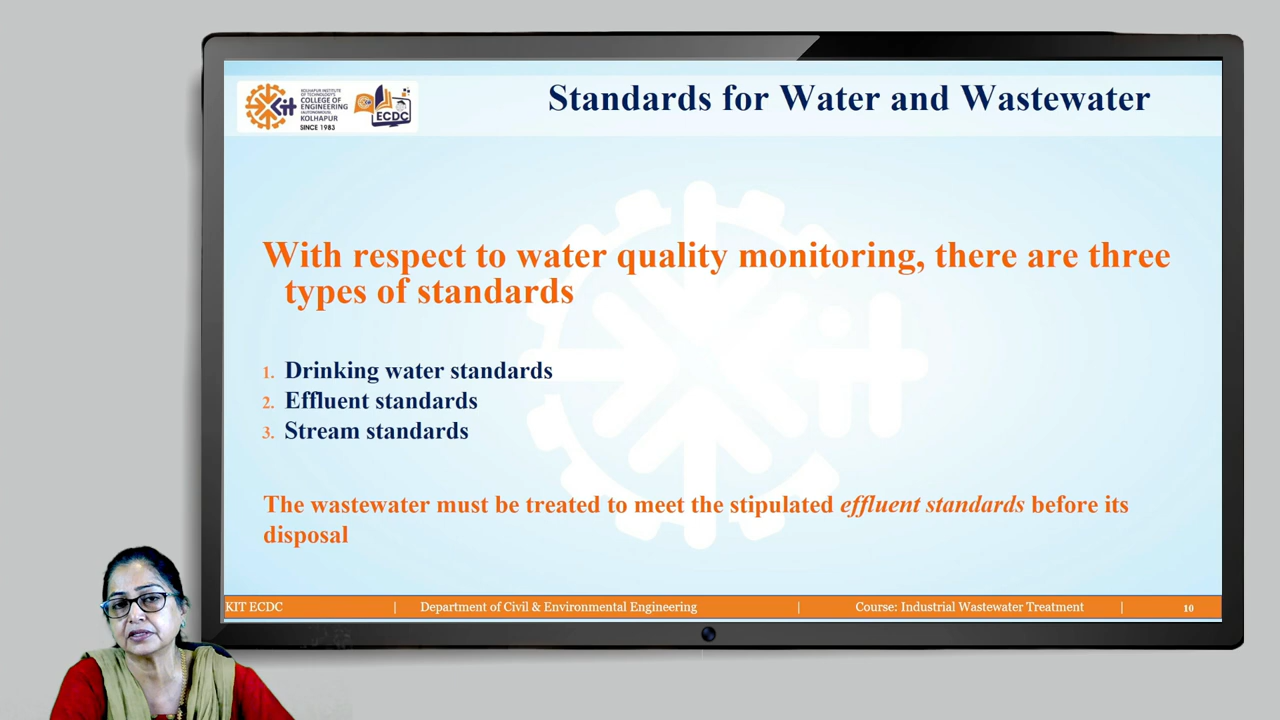 KOLHAPUR INSTITUTE
OF TECHNOLOGY'S
COLLEGE OF
ENGINEERING
(AUTONOMOUS)
KOLHAPUR
SINCE 1983
ECDC
Standards for Water and Wastewater
With respect to water quality monitoring, there are three
types of standards
1. Drinking water standards
2. Effluent standards
3. Stream standards
The wastewater must be treated to meet the stipulated effluent standards before its
disposal
KIT ECDC | Department of Civil & Environmental Engineering | Course: Industrial Wastewater Treatment | 10